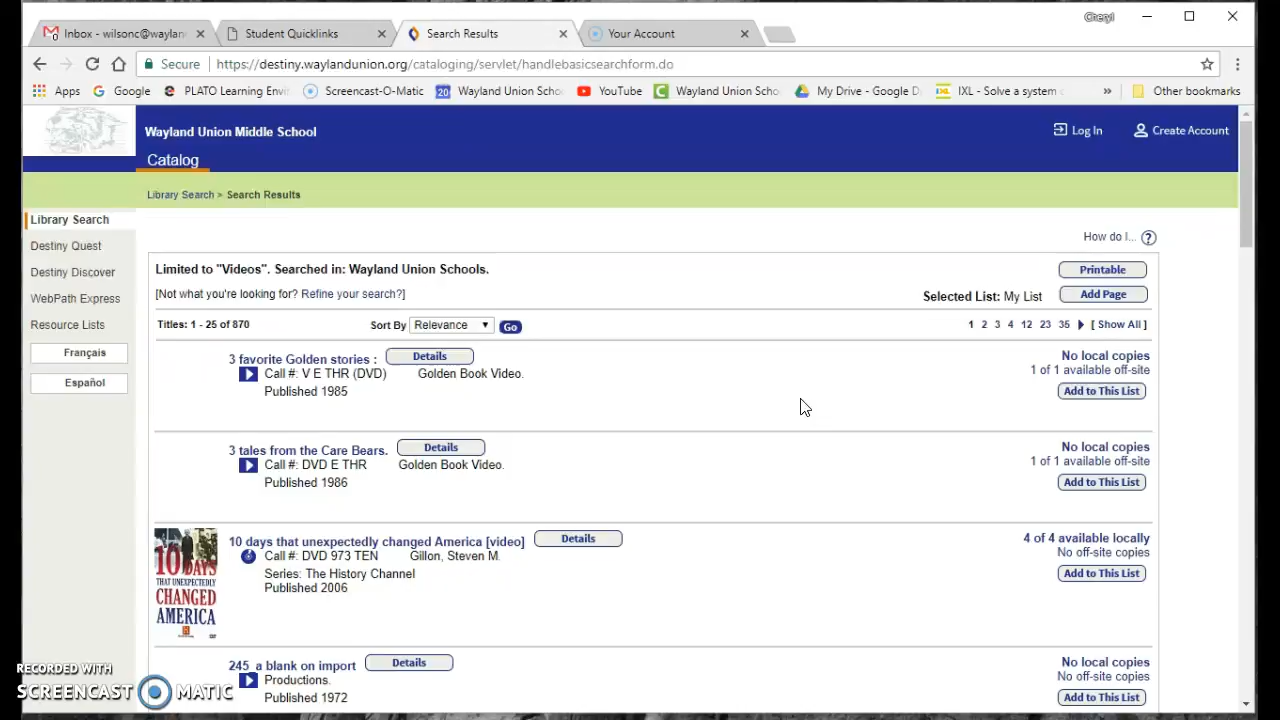 Cheryl
Inbox - wilsonc@waylan
Student Quicklinks
Search Results
Your Account
Secure
https://destiny.waylandunion.org/cataloging/servlet/handlebasicsearchform.do
Apps
Google
PLATO Learning Envi
Screencast-O-Matic
20
Wayland Union Scho
YouTube
Wayland Union Scho
My Drive - Google D
IXL - Solve a system o
»
Other bookmarks
Wayland Union Middle School
Log In
Create Account
Catalog
Library Search > Search Results
Library Search
Destiny Quest
Destiny Discover
WebPath Express
Resource Lists
Français
Español
How do I... ?
Limited to "Videos". Searched in: Wayland Union Schools.
Printable
[Not what you're looking for? Refine your search?]
Selected List: My List
Add Page
Titles: 1 - 25 of 870
Sort By Relevance Go
1 2 3 4 12 23 35 [ Show All ]
3 favorite Golden stories : Details
Call #: V E THR (DVD) Golden Book Video.
Published 1985
No local copies
1 of 1 available off-site
Add to This List
3 tales from the Care Bears. Details
Call #: DVD E THR Golden Book Video.
Published 1986
No local copies
1 of 1 available off-site
Add to This List
10 DAYS
THAT UNEXPECTEDLY
CHANGED
AMERICA
10 days that unexpectedly changed America [video] Details
Call #: DVD 973 TEN Gillon, Steven M.
Series: The History Channel
Published 2006
4 of 4 available locally
No off-site copies
Add to This List
245_a blank on import Details
Productions.
Published 1972
No local copies
No off-site copies
Add to This List
RECORDED WITH
SCREENCAST MATIC